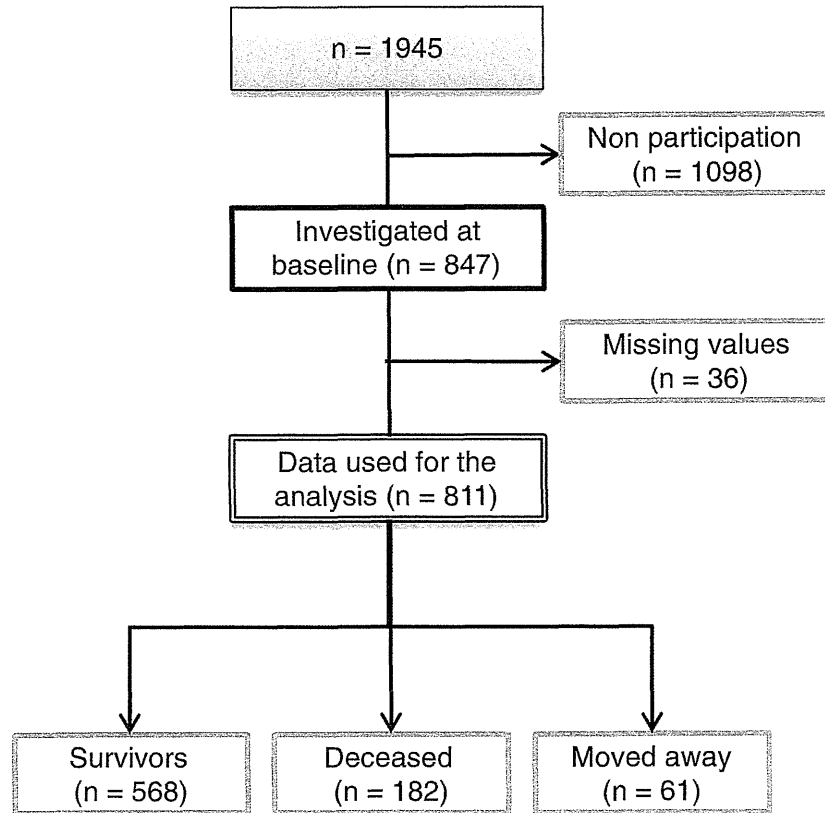 n = 1945
Non participation
(n = 1098)
Investigated at
baseline (n = 847)
Missing values
(n = 36)
Data used for the
analysis (n = 811)
Survivors
(n = 568)
Deceased
(n = 182)
Moved away
(n = 61)